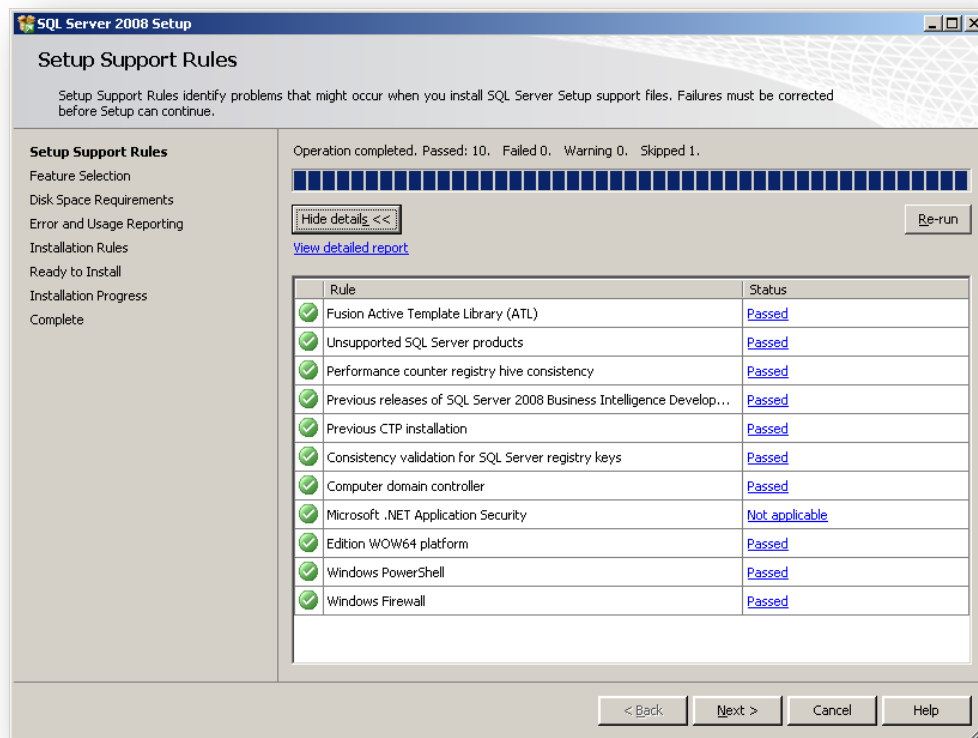 SQL Server 2008 Setup
Setup Support Rules
Setup Support Rules identify problems that might occur when you install SQL Server Setup support files. Failures must be corrected
before Setup can continue.
Setup Support Rules
Feature Selection
Disk Space Requirements
Error and Usage Reporting
Installation Rules
Ready to Install
Installation Progress
Complete
Operation completed. Passed: 10. Failed 0. Warning 0. Skipped 1.
Hide details <<
Re-run
View detailed report
Rule Status
Fusion Active Template Library (ATL) Passed
Unsupported SQL Server products Passed
Performance counter registry hive consistency Passed
Previous releases of SQL Server 2008 Business Intelligence Develop... Passed
Previous CTP installation Passed
Consistency validation for SQL Server registry keys Passed
Computer domain controller Passed
Microsoft .NET Application Security Not applicable
Edition WOW64 platform Passed
Windows PowerShell Passed
Windows Firewall Passed
< Back Next > Cancel Help